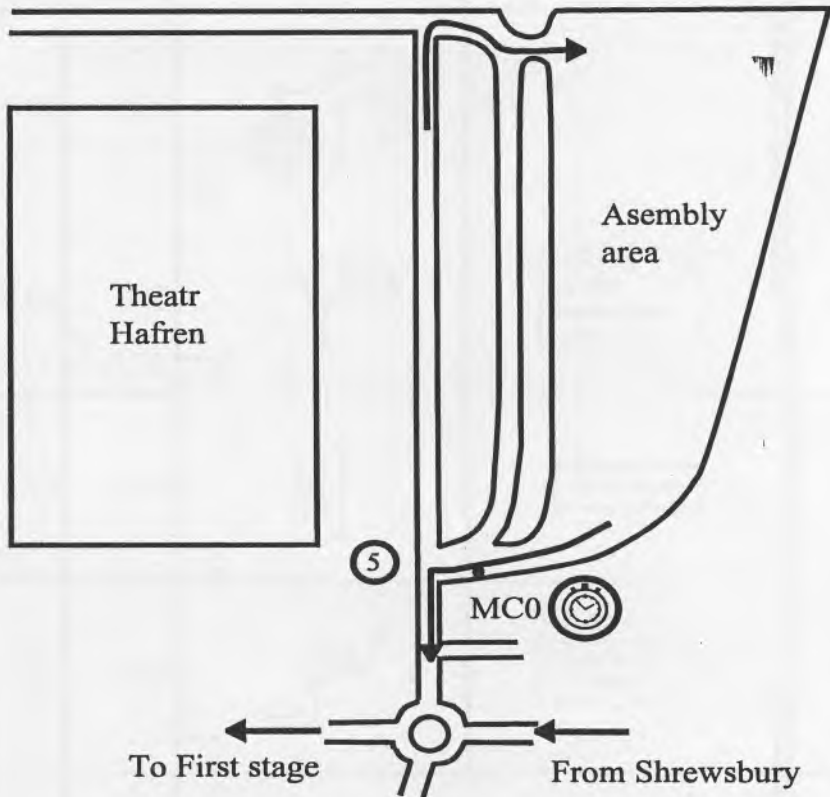 Asembly
area
Theatr
Hafren
5
MC0
To First stage
From Shrewsbury